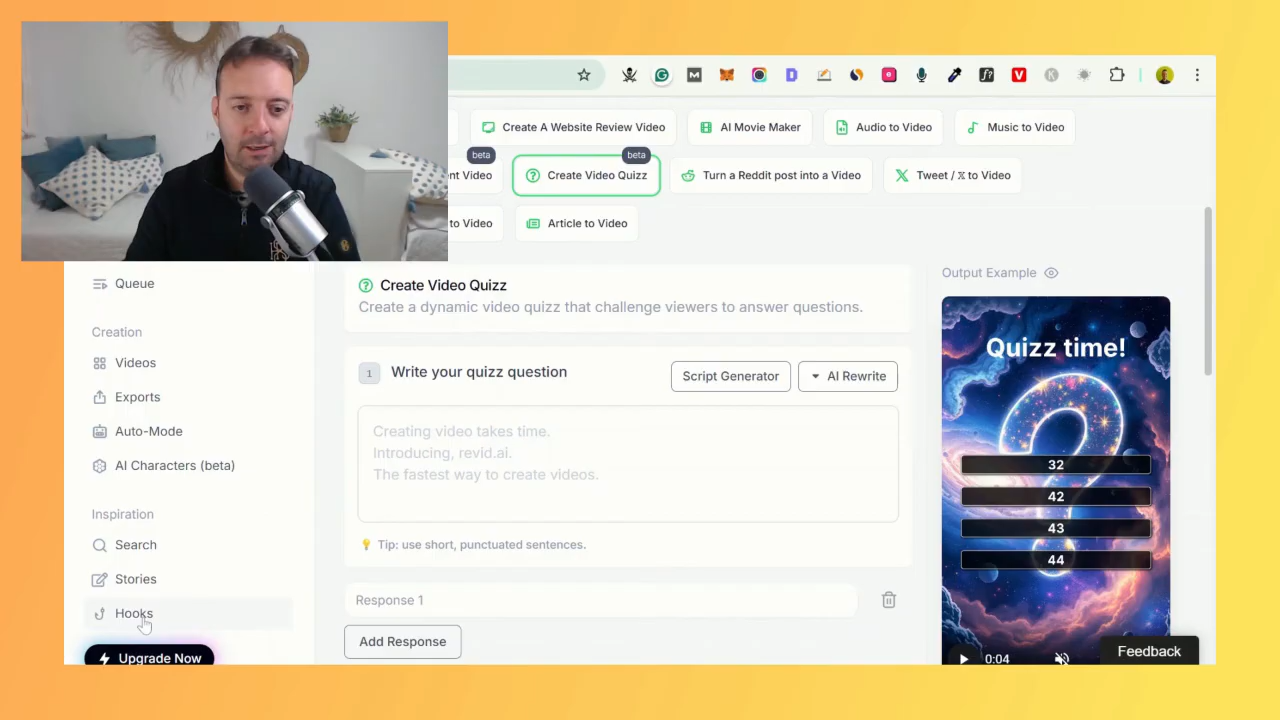 Create A Website Review Video
AI Movie Maker
Audio to Video
Music to Video
beta
beta
Video
Create Video Quizz
Turn a Reddit post into a Video
Tweet / 𝕏 to Video
to Video
Article to Video
Queue
Creation
Videos
Exports
Auto-Mode
AI Characters (beta)
Inspiration
Search
Stories
Hooks
Upgrade Now
Create Video Quizz
Create a dynamic video quizz that challenge viewers to answer questions.
1
Write your quizz question
Script Generator
AI Rewrite
Creating video takes time.
Introducing, revid.ai.
The fastest way to create videos.
💡 Tip: use short, punctuated sentences.
Response 1
Add Response
Output Example
Quizz time!
32
42
43
44
0:04
Feedback